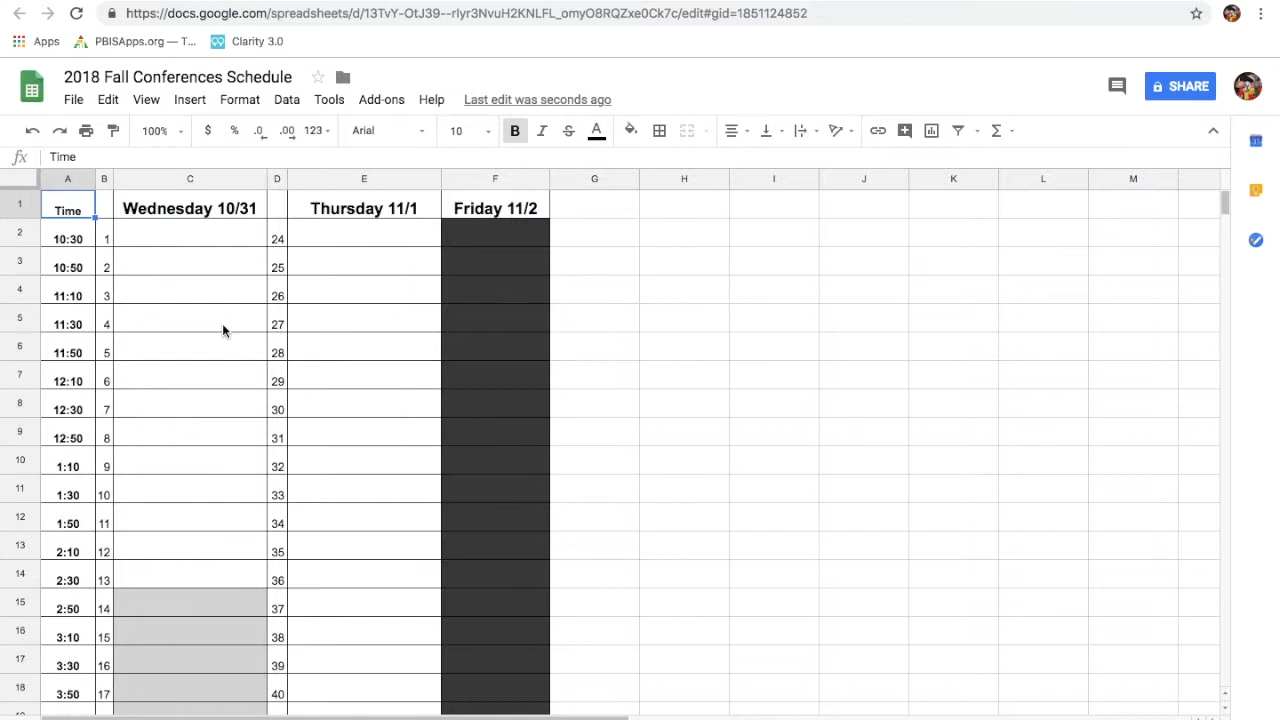 https://docs.google.com/spreadsheets/d/13TvY-OtJ39--rIyr3NvuH2KNLFL_omyO8RQZxe0Ck7c/edit#gid=1851124852
Apps PBISApps.org — T... Clarity 3.0
2018 Fall Conferences Schedule
File Edit View Insert Format Data Tools Add-ons Help Last edit was seconds ago
SHARE
100% $ % .0 .00 123 Arial 10 B I S A
fx Time
A B C D E F G H I J K L M
1 Time Wednesday 10/31 Thursday 11/1 Friday 11/2
2 10:30 1 24
3 10:50 2 25
4 11:10 3 26
5 11:30 4 27
6 11:50 5 28
7 12:10 6 29
8 12:30 7 30
9 12:50 8 31
10 1:10 9 32
11 1:30 10 33
12 1:50 11 34
13 2:10 12 35
14 2:30 13 36
15 2:50 14 37
16 3:10 15 38
17 3:30 16 39
18 3:50 17 40